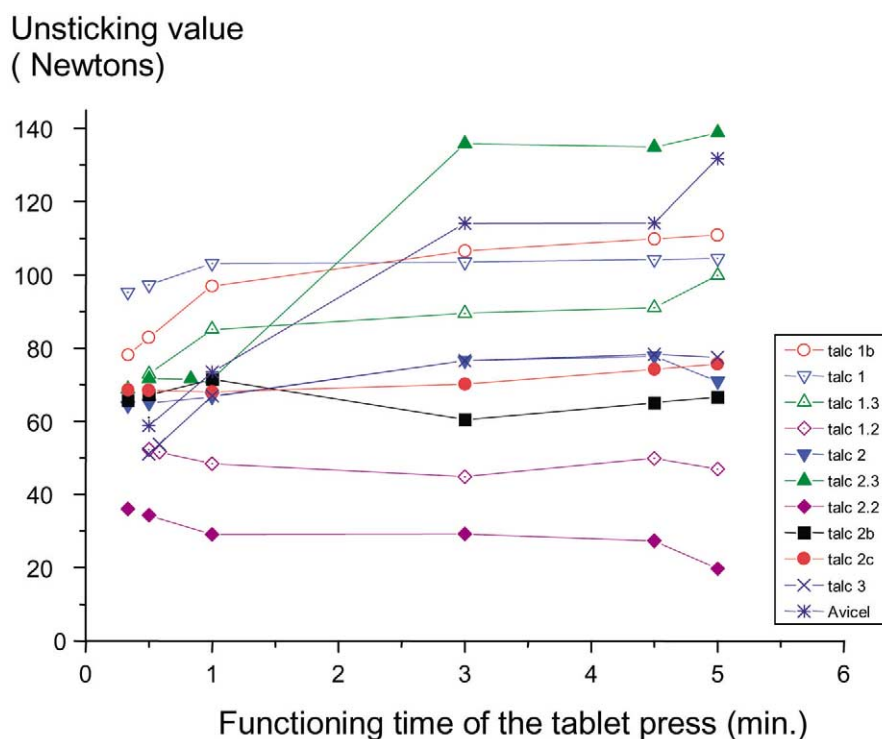 Unsticking value
( Newtons)
140
120
100
80
60
40
20
0
0 1 2 3 4 5 6
Functioning time of the tablet press (min.)
talc 1b
talc 1
talc 1.3
talc 1.2
talc 2
talc 2.3
talc 2.2
talc 2b
talc 2c
talc 3
Avicel